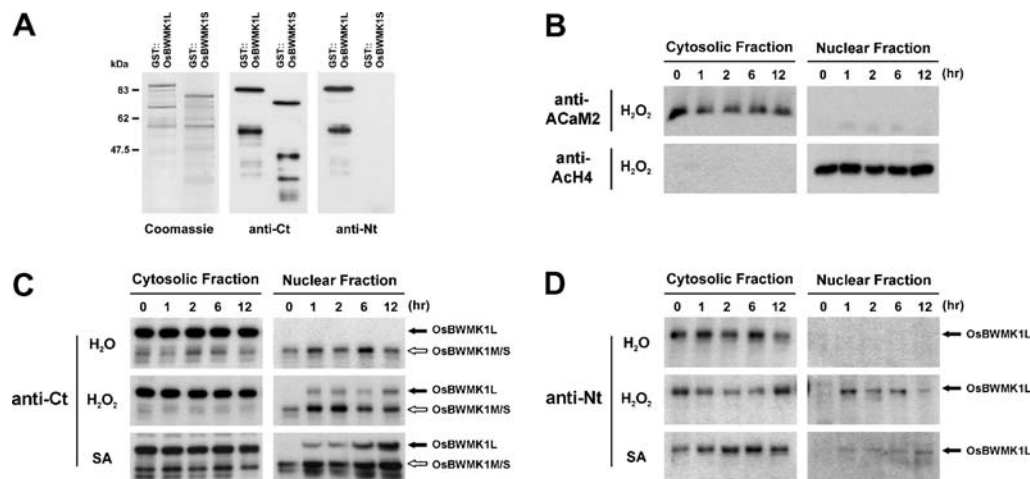 A
GST:: OsBWMK1L
GST:: OsBWMK1S
GST:: OsBWMK1L
GST:: OsBWMK1S
GST:: OsBWMK1L
GST:: OsBWMK1S
kDa
83
62
47.5
Coomassie
anti-Ct
anti-Nt
B
Cytosolic Fraction
Nuclear Fraction
0 1 2 6 12
0 1 2 6 12 (hr)
anti-ACaM2
H₂O₂
anti-AcH4
H₂O₂
C
Cytosolic Fraction
Nuclear Fraction
0 1 2 6 12
0 1 2 6 12 (hr)
anti-Ct
H₂O
OsBWMK1L
OsBWMK1M/S
H₂O₂
OsBWMK1L
OsBWMK1M/S
SA
OsBWMK1L
OsBWMK1M/S
D
Cytosolic Fraction
Nuclear Fraction
0 1 2 6 12
0 1 2 6 12 (hr)
anti-Nt
H₂O
OsBWMK1L
H₂O₂
OsBWMK1L
SA
OsBWMK1L